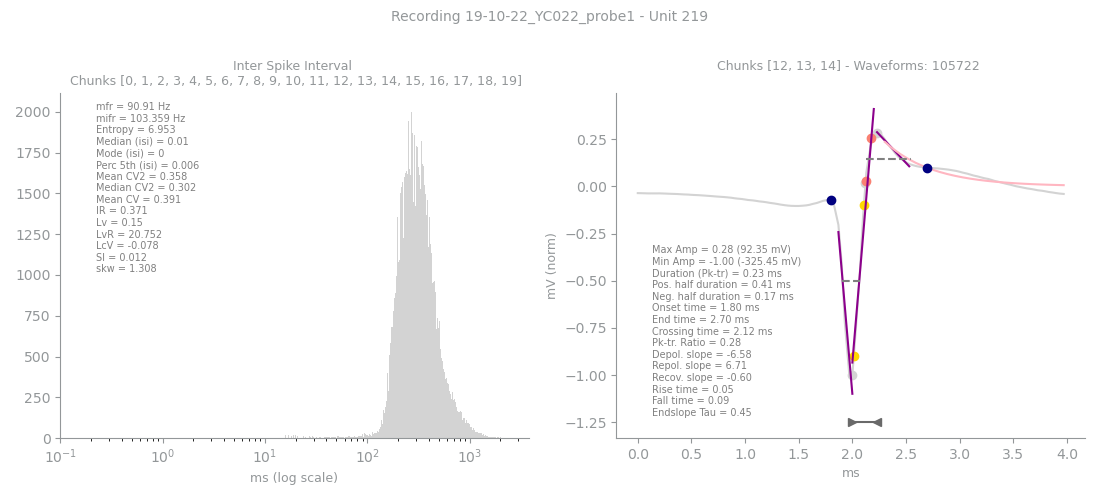 Recording 19-10-22_YC022_probe1 - Unit 219
Inter Spike Interval
Chunks [0, 1, 2, 3, 4, 5, 6, 7, 8, 9, 10, 11, 12, 13, 14, 15, 16, 17, 18, 19]
mfr = 90.91 Hz
mifr = 103.359 Hz
Entropy = 6.953
Median (isi) = 0.01
Mode (isi) = 0
Perc 5th (isi) = 0.006
Mean CV2 = 0.358
Median CV2 = 0.302
Mean CV = 0.391
IR = 0.371
Lv = 0.15
LvR = 20.752
LcV = -0.078
SI = 0.012
skw = 1.308
2000
1750
1500
1250
1000
750
500
250
0
10⁻¹ 10⁰ 10¹ 10² 10³
ms (log scale)
Chunks [12, 13, 14] - Waveforms: 105722
mV (norm)
0.25
0.00
−0.25
−0.50
−0.75
−1.00
−1.25
Max Amp = 0.28 (92.35 mV)
Min Amp = -1.00 (-325.45 mV)
Duration (Pk-tr) = 0.23 ms
Pos. half duration = 0.41 ms
Neg. half duration = 0.17 ms
Onset time = 1.80 ms
End time = 2.70 ms
Crossing time = 2.12 ms
Pk-tr. Ratio = 0.28
Depol. slope = -6.58
Repol. slope = 6.71
Recov. slope = -0.60
Rise time = 0.05
Fall time = 0.09
Endslope Tau = 0.45
0.0 0.5 1.0 1.5 2.0 2.5 3.0 3.5 4.0
ms